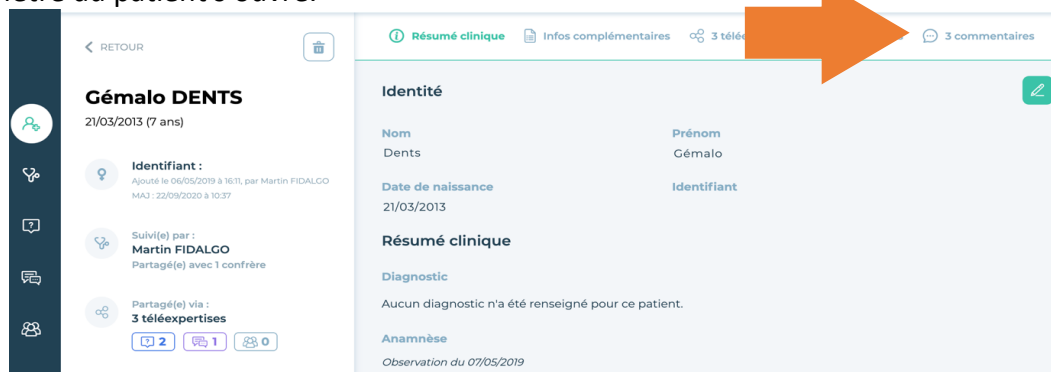 RETOUR
Gémalo DENTS
21/03/2013 (7 ans)
Identifiant :
Ajouté le 06/05/2019 à 16:11, par Martin FIDALGO
MAJ : 22/09/2020 à 10:37
Suivi(e) par :
Martin FIDALGO
Partagé(e) avec 1 confrère
Partagé(e) via :
3 téléexpertises
2 1 0
Résumé clinique Infos complémentaires 3 3 commentaires
Identité
Nom Prénom
Dents Gémalo
Date de naissance Identifiant
21/03/2013
Résumé clinique
Diagnostic
Aucun diagnostic n'a été renseigné pour ce patient.
Anamnèse
Observation du 07/05/2019